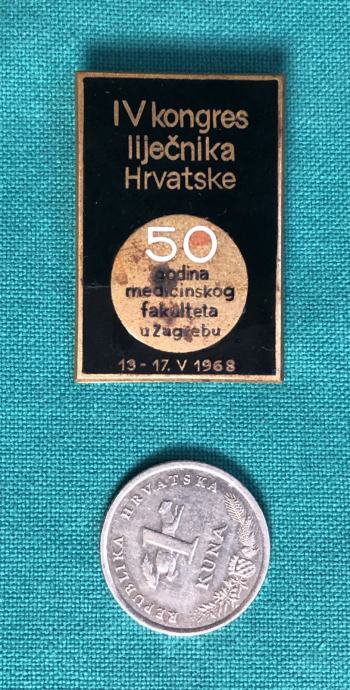 IV kongres
liječnika
Hrvatske
50
godina
medicinskog
fakulteta
u Zagrebu
13-17. V 1968
REPUBLIKA HRVATSKA
1
KUNA